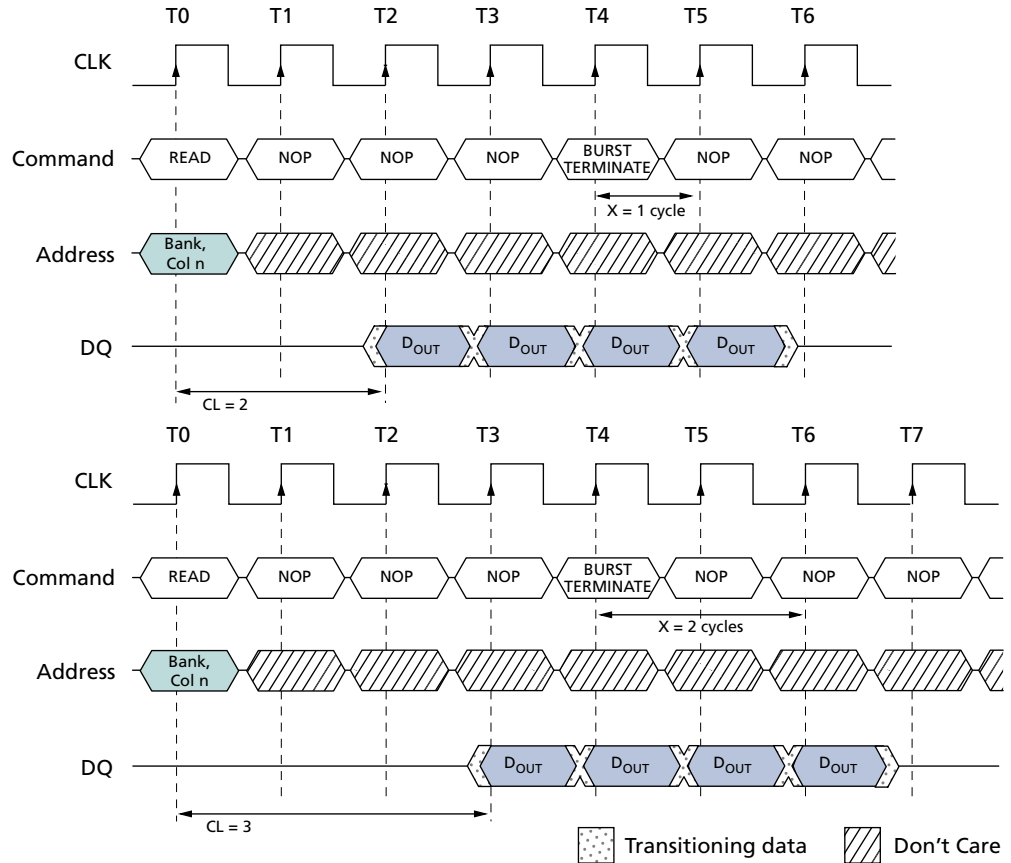 T0 T1 T2 T3 T4 T5 T6
CLK
Command READ NOP NOP NOP BURST TERMINATE NOP NOP
X = 1 cycle
Address Bank, Col n
DQ DOUT DOUT DOUT DOUT
CL = 2
T0 T1 T2 T3 T4 T5 T6 T7
CLK
Command READ NOP NOP NOP BURST TERMINATE NOP NOP NOP
X = 2 cycles
Address Bank, Col n
DQ DOUT DOUT DOUT DOUT
CL = 3
Transitioning data Don't Care